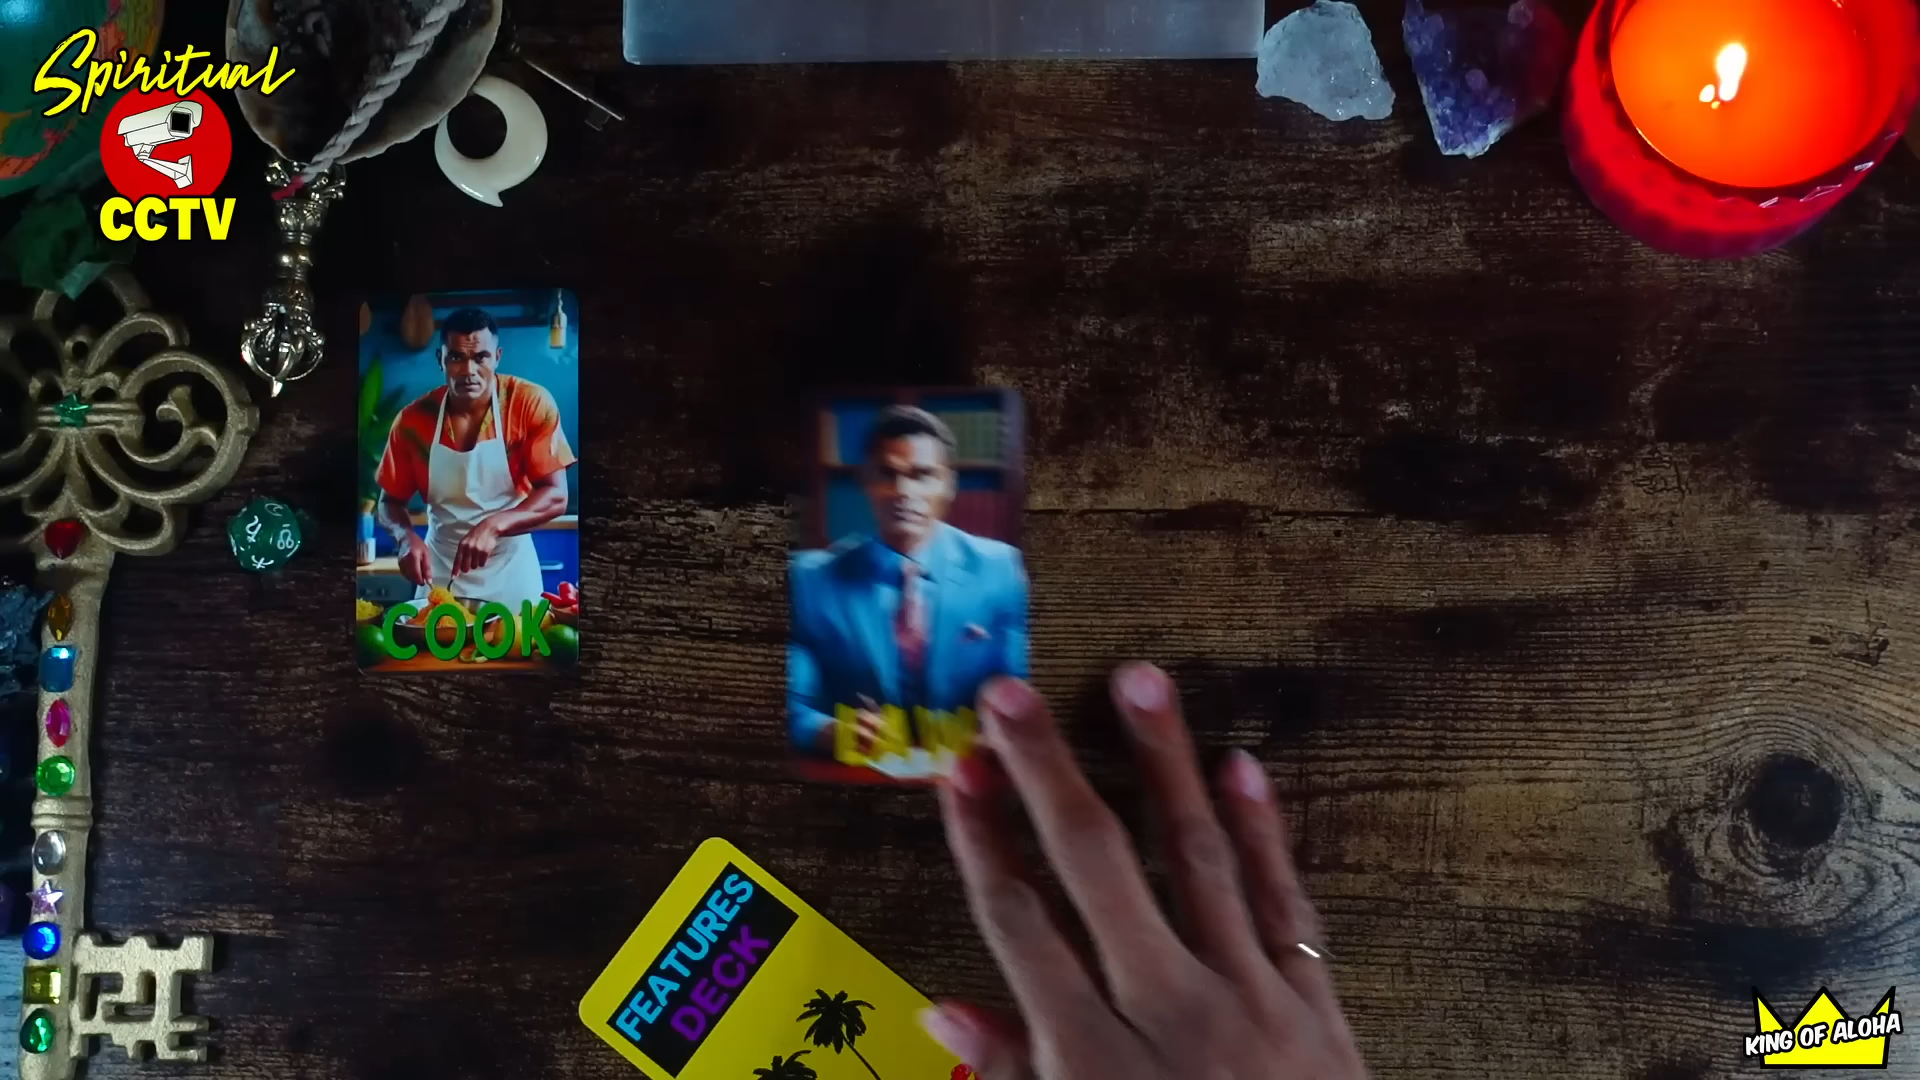 Spiritual
CCTV
COOK
FEATURES
DECK
KING OF ALOHA